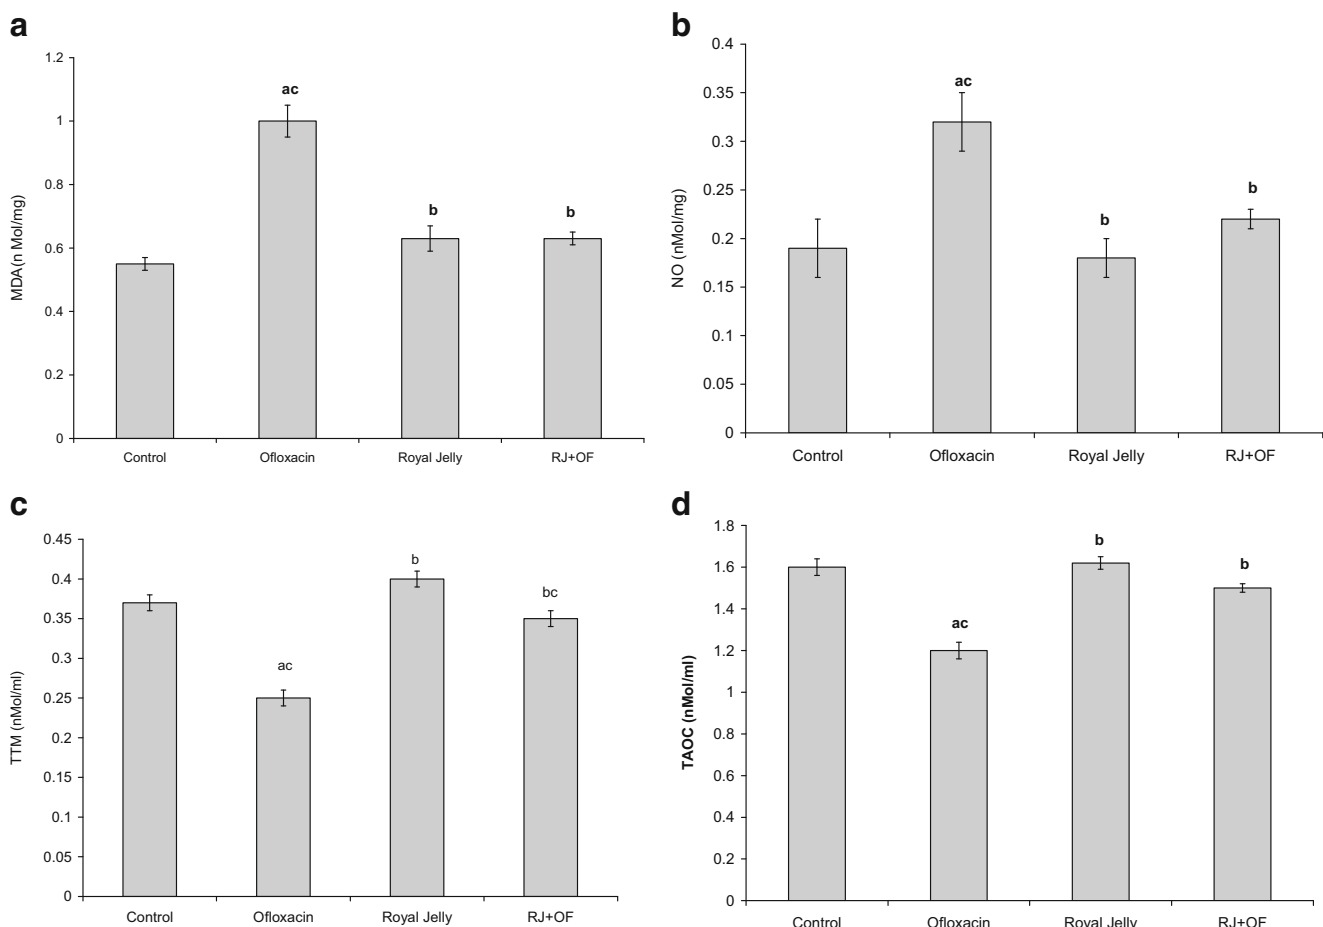 a
1.2
ac
1
MDA(n Mol/mg)
0.8
b
b
0.6
0.4
0.2
0
Control
Ofloxacin
Royal Jelly
RJ+OF
b
0.4
ac
0.35
0.3
NO (nMol/mg)
0.25
b
b
0.2
0.15
0.1
0.05
0
Control
Ofloxacin
Royal Jelly
RJ+OF
c
0.45
b
0.4
bc
0.35
ac
0.3
TTM (nMol/ml)
0.25
0.2
0.15
0.1
0.05
0
Control
Ofloxacin
Royal Jelly
RJ+OF
d
1.8
b
b
1.6
1.4
ac
TAOC (nMol/ml)
1.2
1
0.8
0.6
0.4
0.2
0
Control
Ofloxacin
Royal Jelly
RJ+OF